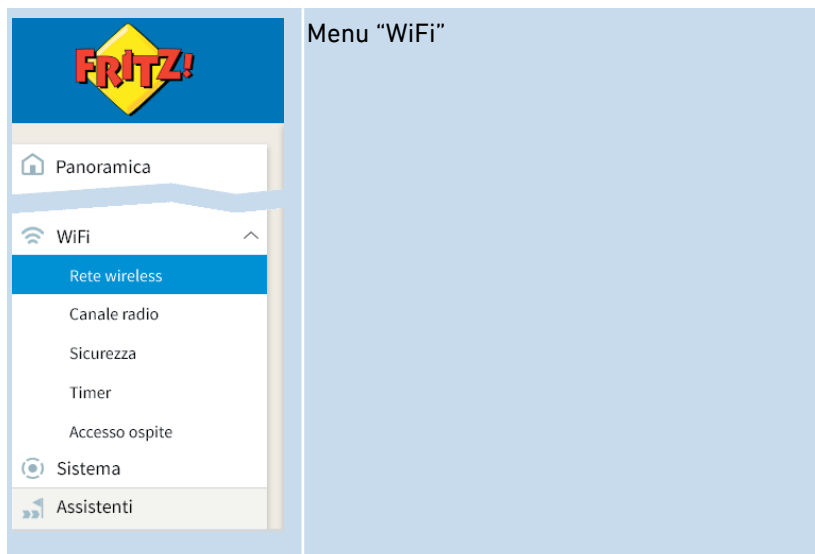 FRITZ!
Menu “WiFi”
Panoramica
WiFi
Rete wireless
Canale radio
Sicurezza
Timer
Accesso ospite
Sistema
Assistenti